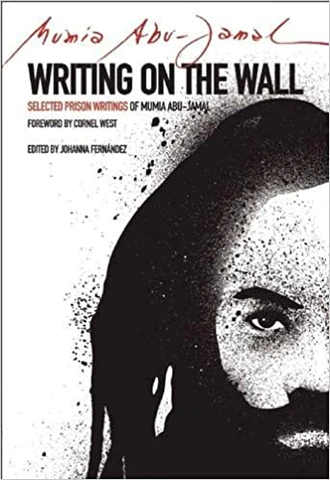 Mumia Abu-Jamal
WRITING ON THE WALL
SELECTED PRISON WRITINGS OF MUMIA ABU-JAMAL
FOREWORD BY CORNEL WEST
EDITED BY JOHANNA FERNÁNDEZ